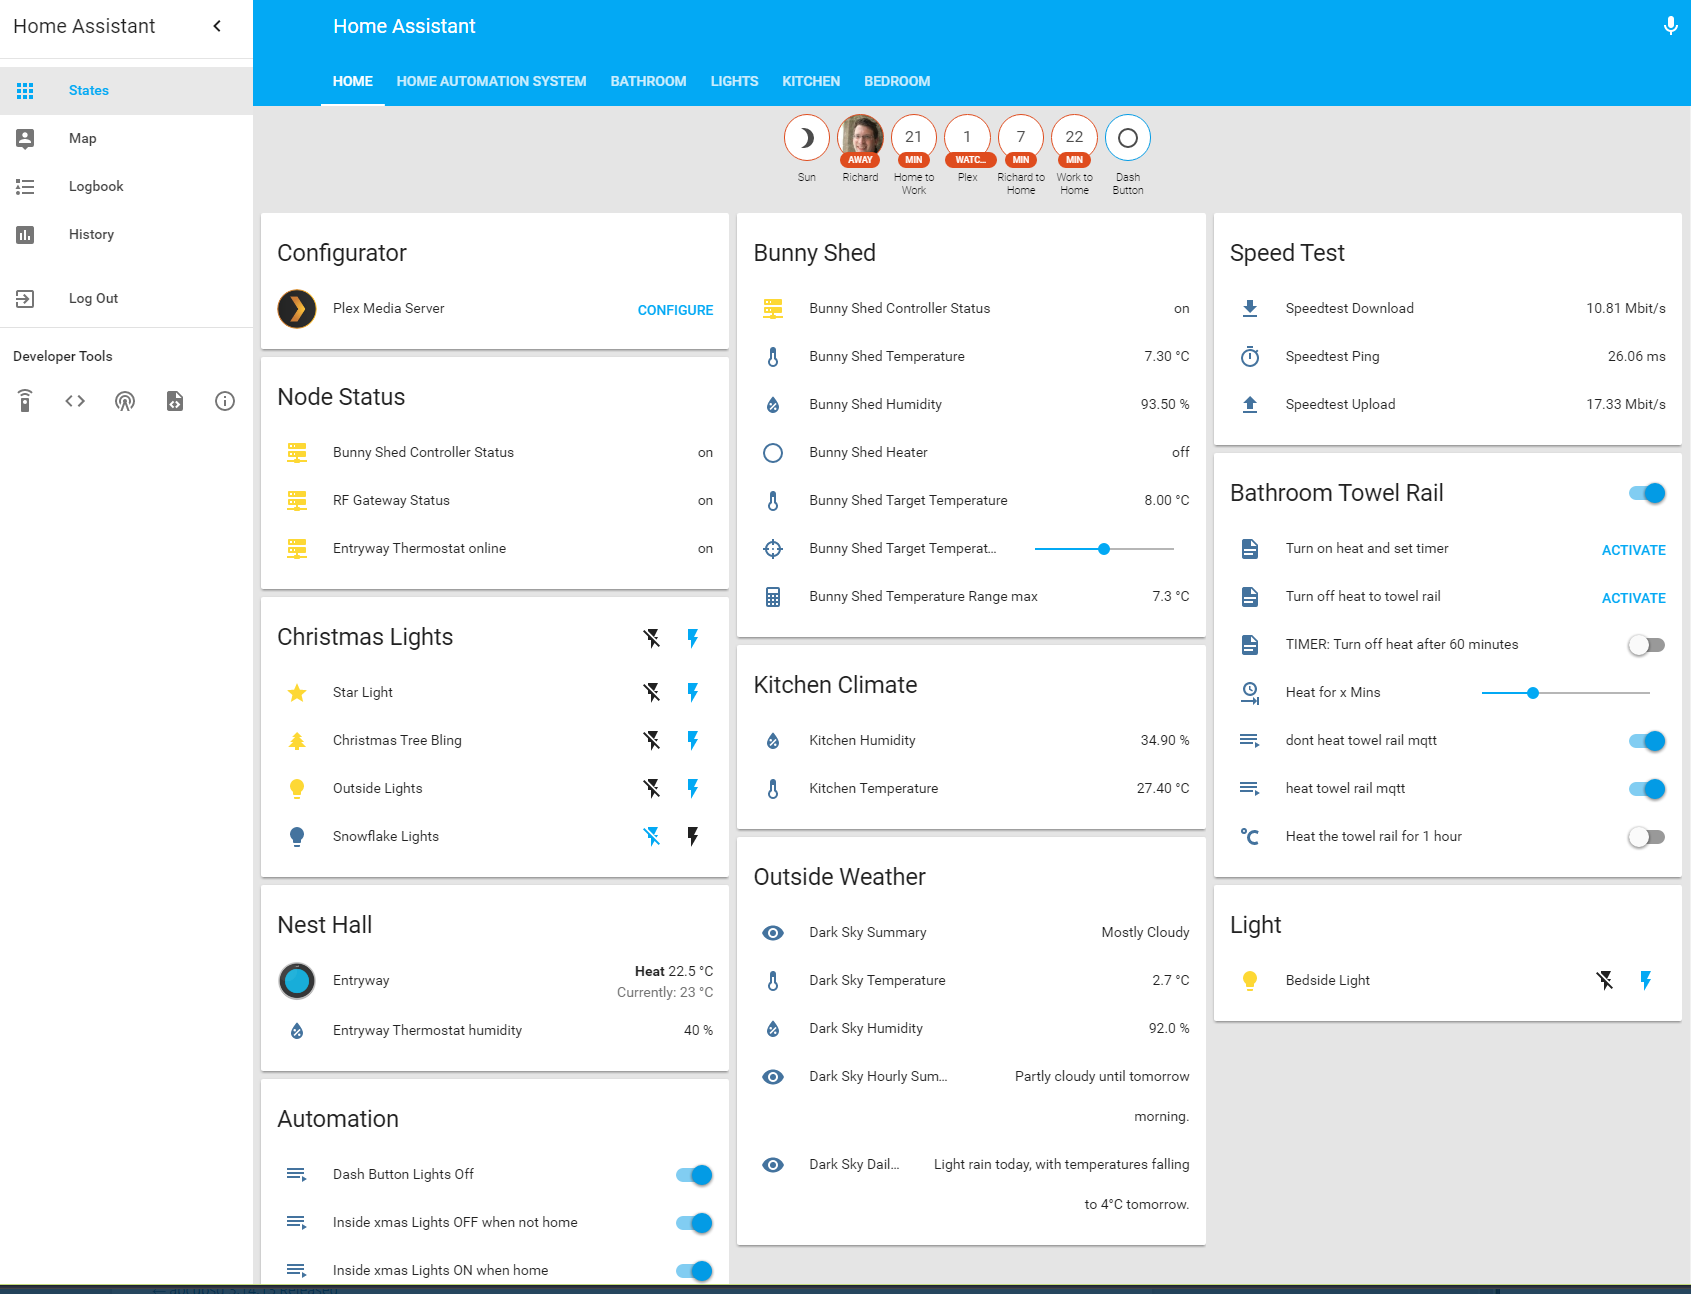 Home Assistant
States
Map
Logbook
History
Log Out
Developer Tools
Home Assistant
HOME HOME AUTOMATION SYSTEM BATHROOM LIGHTS KITCHEN BEDROOM
Sun
AWAY
Richard
21
MIN
Home to
Work
1
WATC...
Plex
7
MIN
Richard to
Home
22
MIN
Work to
Home
Dash
Button
Configurator
Plex Media Server CONFIGURE
Node Status
Bunny Shed Controller Status on
RF Gateway Status on
Entryway Thermostat online on
Christmas Lights
Star Light
Christmas Tree Bling
Outside Lights
Snowflake Lights
Nest Hall
Entryway Heat 22.5 °C
Currently: 23 °C
Entryway Thermostat humidity 40 %
Automation
Dash Button Lights Off
Inside xmas Lights OFF when not home
Inside xmas Lights ON when home
Bunny Shed
Bunny Shed Controller Status on
Bunny Shed Temperature 7.30 °C
Bunny Shed Humidity 93.50 %
Bunny Shed Heater off
Bunny Shed Target Temperature 8.00 °C
Bunny Shed Target Temperat...
Bunny Shed Temperature Range max 7.3 °C
Kitchen Climate
Kitchen Humidity 34.90 %
Kitchen Temperature 27.40 °C
Outside Weather
Dark Sky Summary Mostly Cloudy
Dark Sky Temperature 2.7 °C
Dark Sky Humidity 92.0 %
Dark Sky Hourly Sum... Partly cloudy until tomorrow
morning.
Dark Sky Dail... Light rain today, with temperatures falling
to 4°C tomorrow.
Speed Test
Speedtest Download 10.81 Mbit/s
Speedtest Ping 26.06 ms
Speedtest Upload 17.33 Mbit/s
Bathroom Towel Rail
Turn on heat and set timer ACTIVATE
Turn off heat to towel rail ACTIVATE
TIMER: Turn off heat after 60 minutes
Heat for x Mins
dont heat towel rail mqtt
heat towel rail mqtt
°C Heat the towel rail for 1 hour
Light
Bedside Light